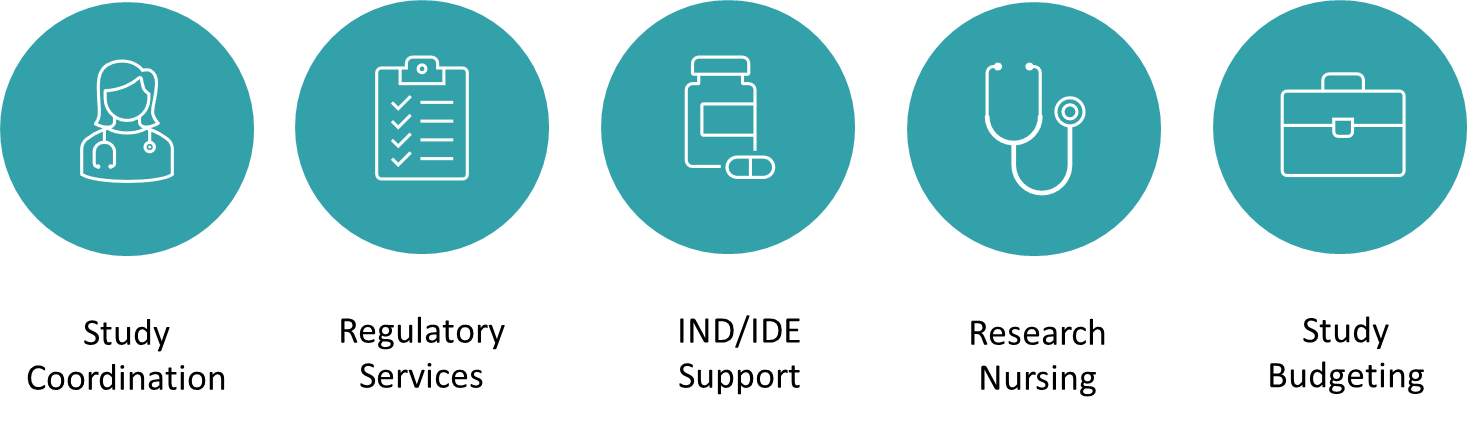 Study
Coordination
Regulatory
Services
IND/IDE
Support
Research
Nursing
Study
Budgeting